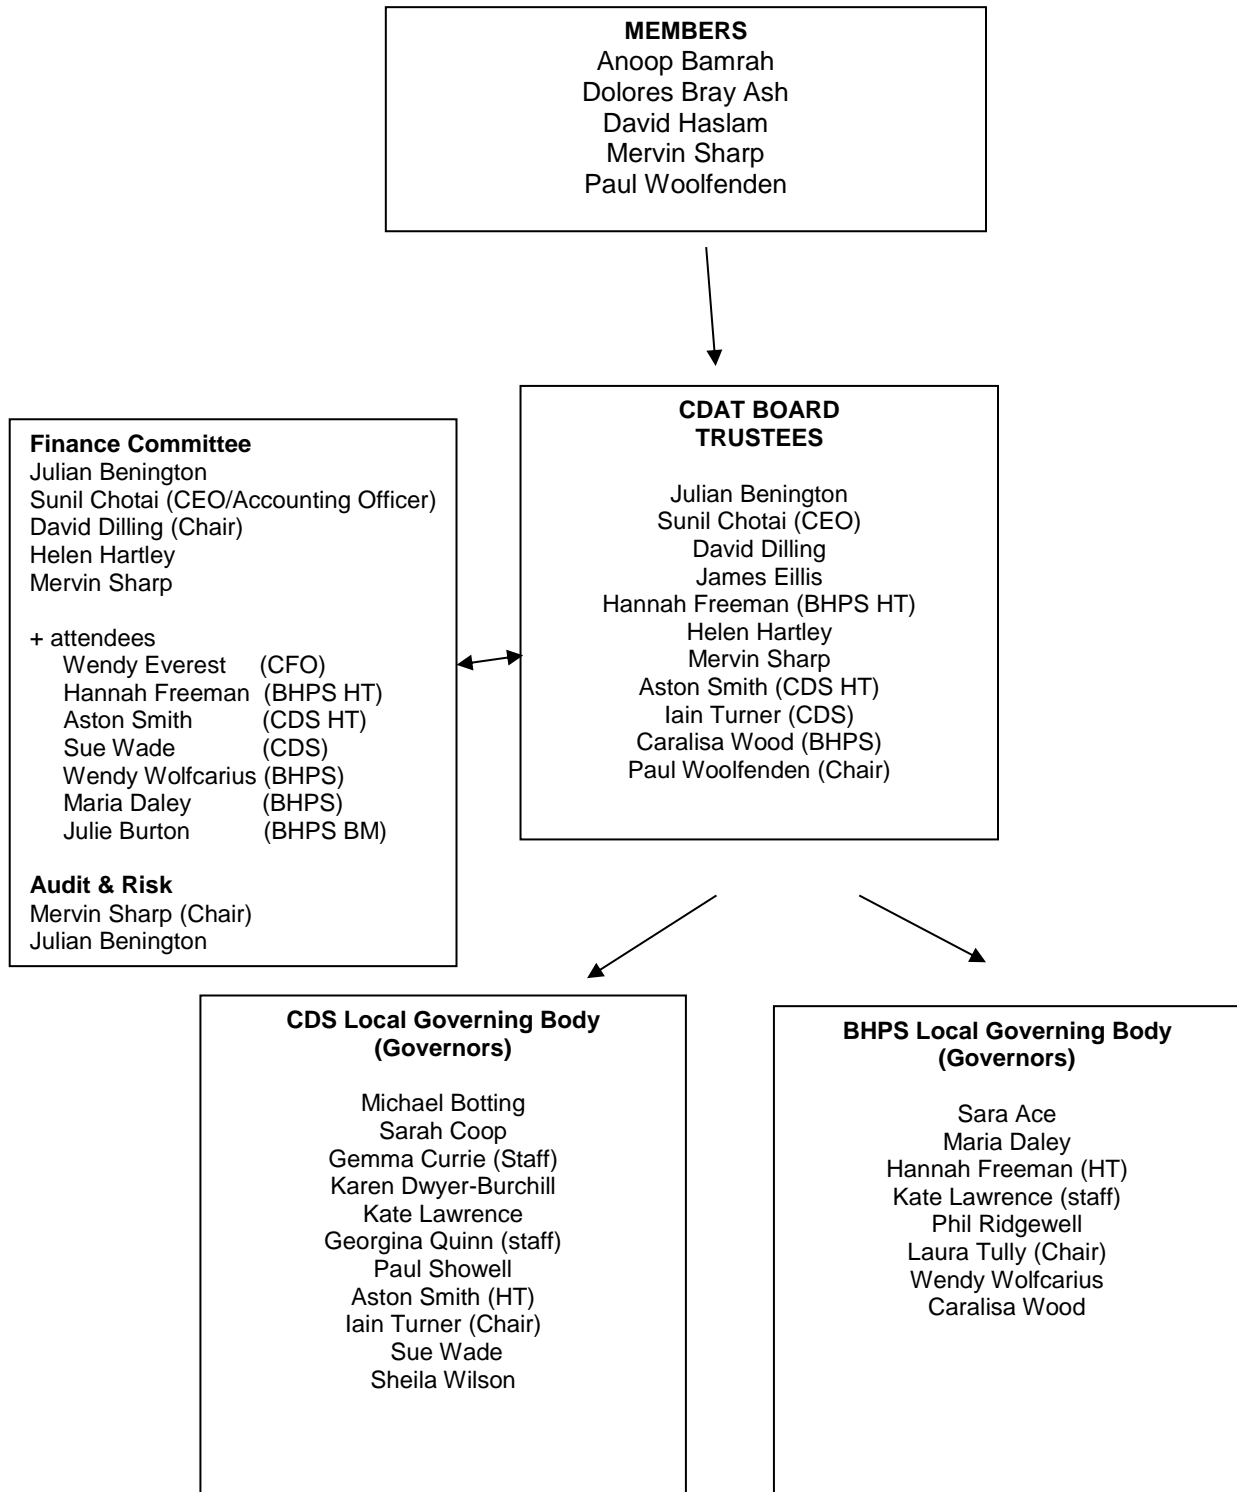 MEMBERS
Anoop Bamrah
Dolores Bray Ash
David Haslam
Mervin Sharp
Paul Woolfenden
CDAT BOARD
TRUSTEES
Julian Benington
Sunil Chotai (CEO)
David Dilling
James Eillis
Hannah Freeman (BHPS HT)
Helen Hartley
Mervin Sharp
Aston Smith (CDS HT)
Iain Turner (CDS)
Caralisa Wood (BHPS)
Paul Woolfenden (Chair)
Finance Committee
Julian Benington
Sunil Chotai (CEO/Accounting Officer)
David Dilling (Chair)
Helen Hartley
Mervin Sharp
+ attendees
Wendy Everest (CFO)
Hannah Freeman (BHPS HT)
Aston Smith (CDS HT)
Sue Wade (CDS)
Wendy Wolfcarius (BHPS)
Maria Daley (BHPS)
Julie Burton (BHPS BM)
Audit & Risk
Mervin Sharp (Chair)
Julian Benington
CDS Local Governing Body
(Governors)
Michael Botting
Sarah Coop
Gemma Currie (Staff)
Karen Dwyer-Burchill
Kate Lawrence
Georgina Quinn (staff)
Paul Showell
Aston Smith (HT)
Iain Turner (Chair)
Sue Wade
Sheila Wilson
BHPS Local Governing Body
(Governors)
Sara Ace
Maria Daley
Hannah Freeman (HT)
Kate Lawrence (staff)
Phil Ridgewell
Laura Tully (Chair)
Wendy Wolfcarius
Caralisa Wood